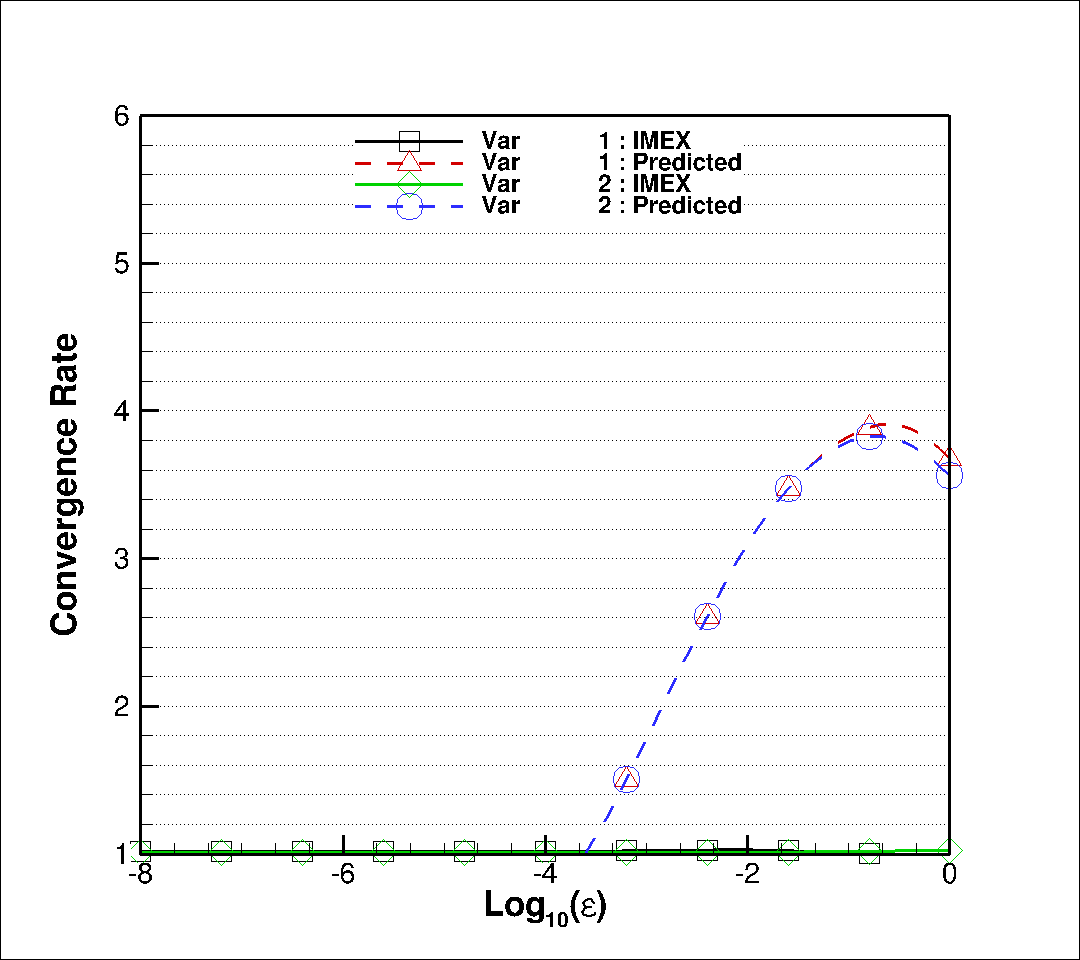 6
Var 1 : IMEX
Var 1 : Predicted
Var 2 : IMEX
Var 2 : Predicted
5
4
3
2
1
Convergence Rate
-8 -6 -4 -2 0
Log10(ε)